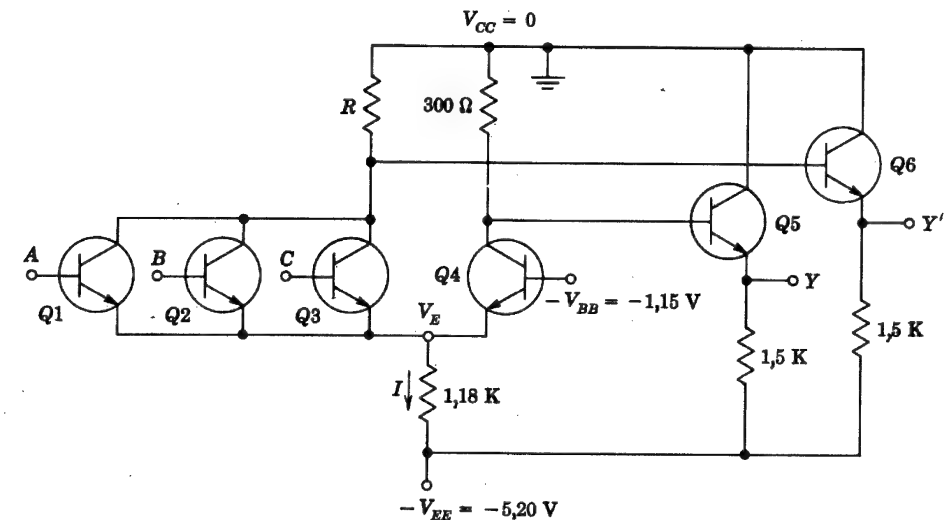 V_CC = 0
R
300 Ω
Q6
A
B
C
Q4
Q5
Y'
Q1
Q2
Q3
V_E
− V_BB = −1,15 V
Y
I
1,18 K
1,5 K
1,5 K
− V_EE = −5,20 V